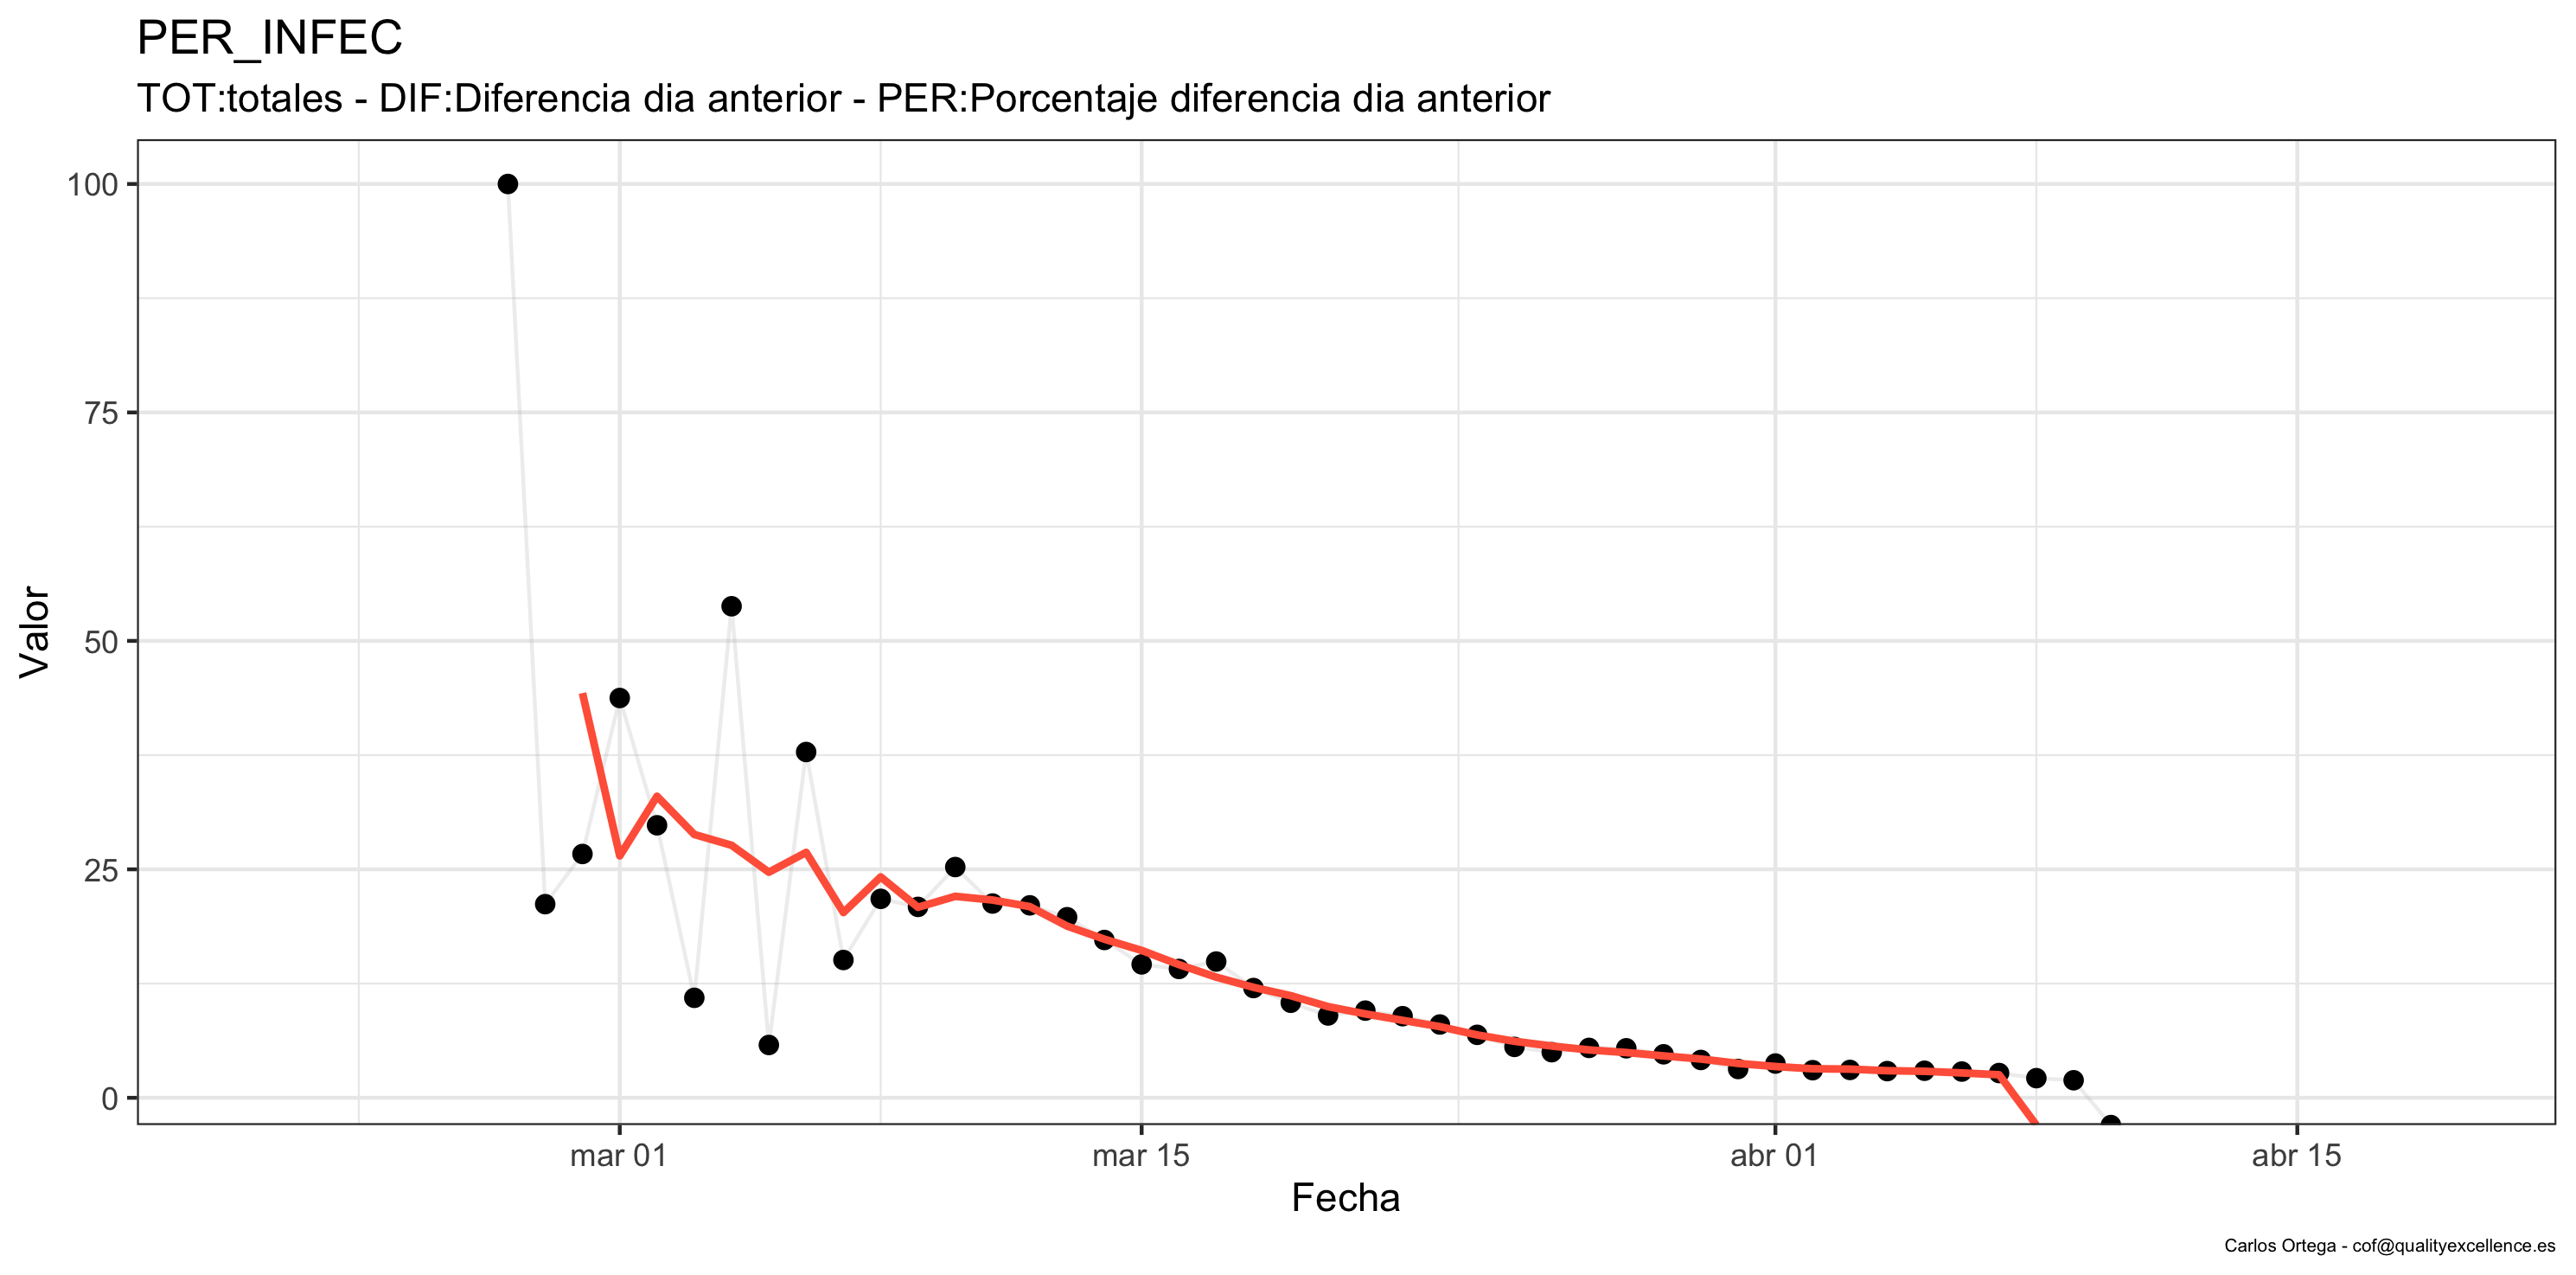 PER_INFEC
TOT:totales - DIF:Diferencia dia anterior - PER:Porcentaje diferencia dia anterior
100
75
50
25
0
Valor
mar 01
mar 15
abr 01
abr 15
Fecha
Carlos Ortega - cof@qualityexcellence.es